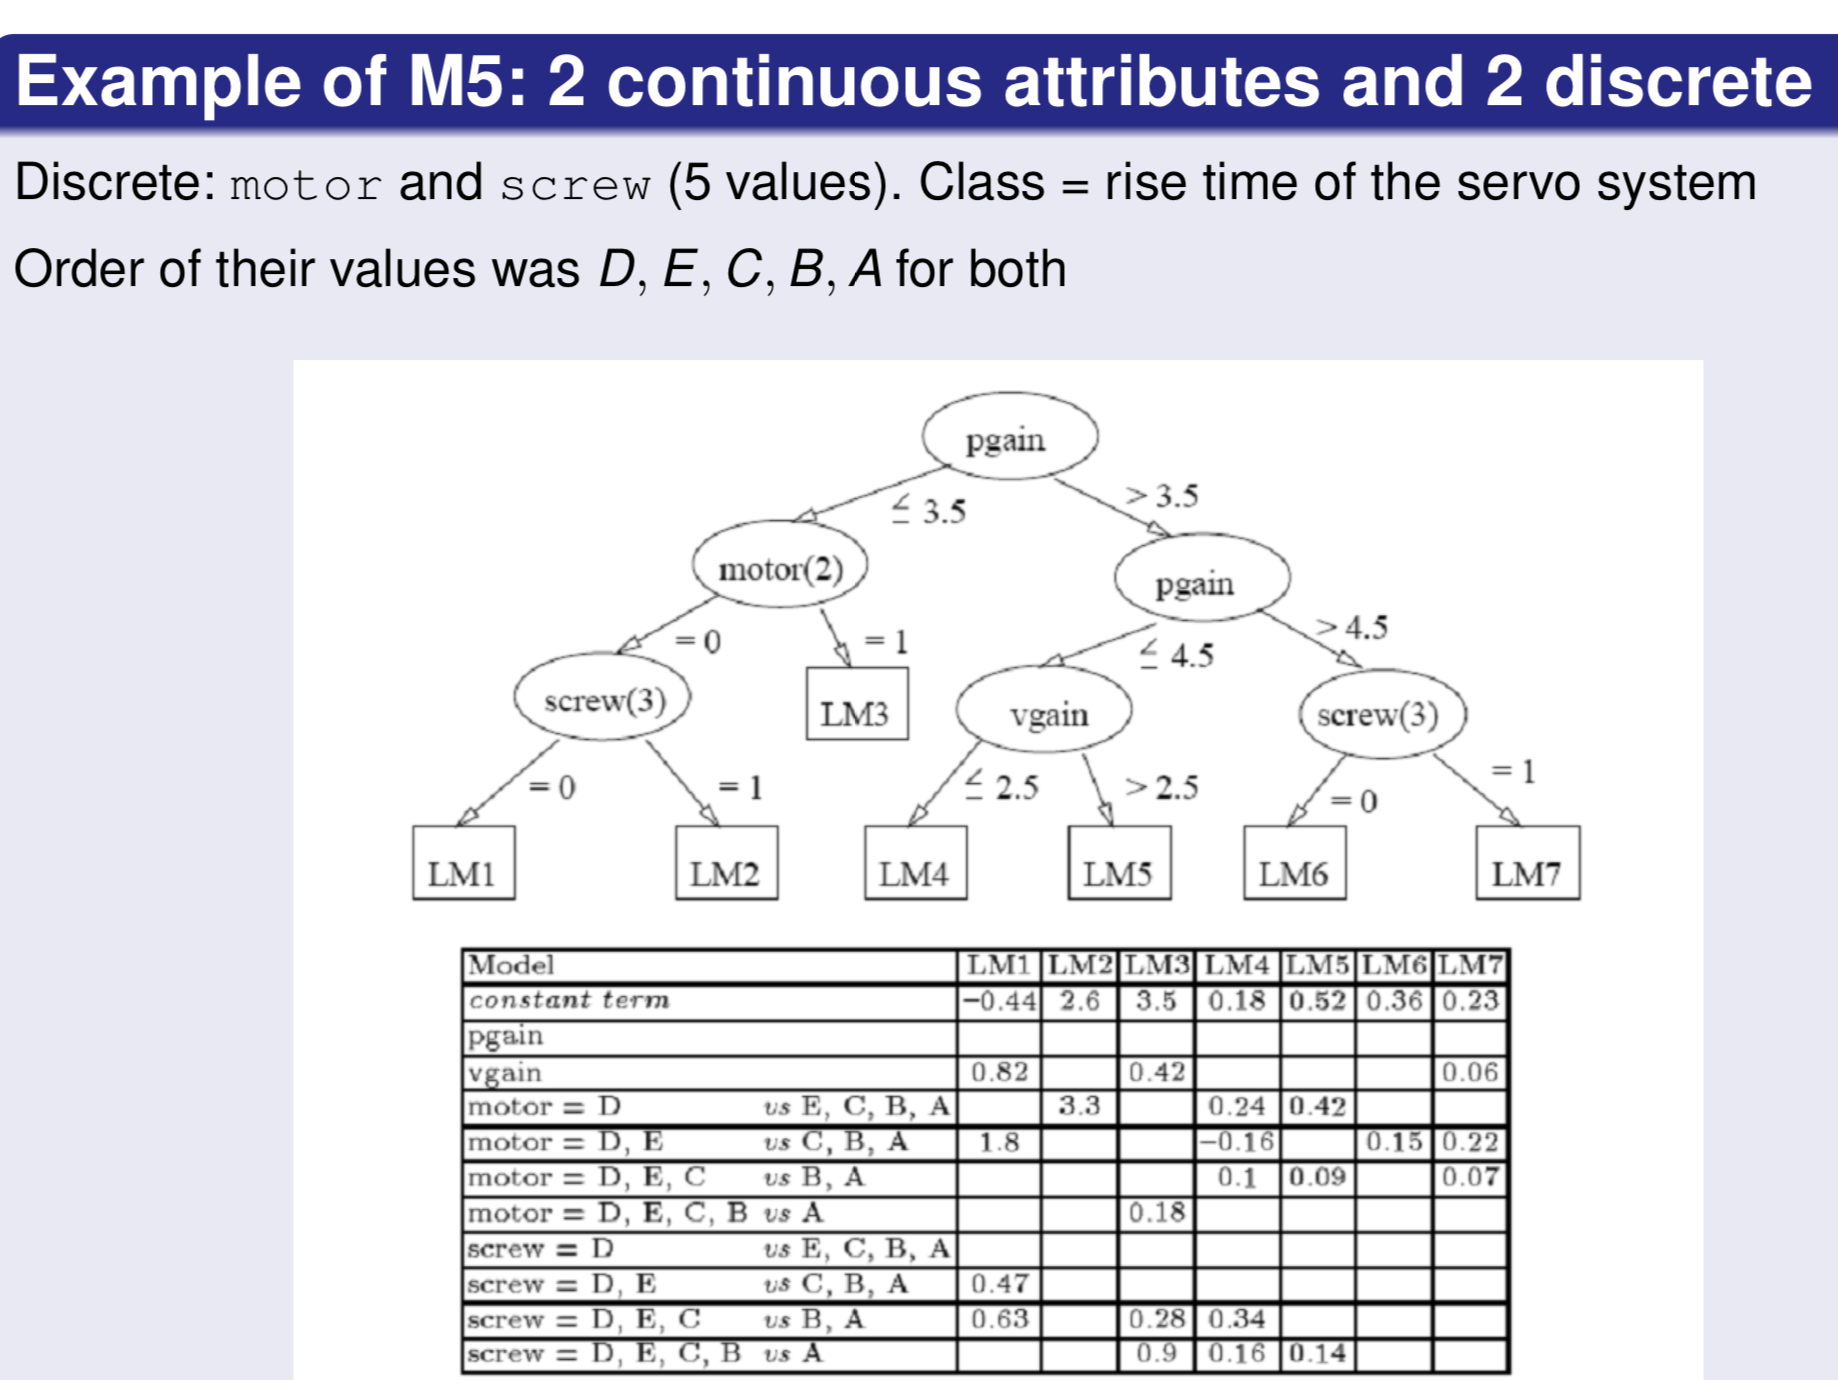 Example of M5: 2 continuous attributes and 2 discrete
Discrete: motor and screw (5 values). Class = rise time of the servo system
Order of their values was D, E, C, B, A for both
pgain
≤ 3.5
> 3.5
motor(2)
pgain
= 0
= 1
≤ 4.5
> 4.5
screw(3)
LM3
vgain
screw(3)
= 0
= 1
≤ 2.5
> 2.5
= 0
= 1
LM1
LM2
LM4
LM5
LM6
LM7
Model LM1 LM2 LM3 LM4 LM5 LM6 LM7
constant term −0.44 2.6 3.5 0.18 0.52 0.36 0.23
pgain
vgain 0.82 0.42 0.06
motor = D vs E, C, B, A 3.3 0.24 0.42
motor = D, E vs C, B, A 1.8 −0.16 0.15 0.22
motor = D, E, C vs B, A 0.1 0.09 0.07
motor = D, E, C, B vs A 0.18
screw = D vs E, C, B, A
screw = D, E vs C, B, A 0.47
screw = D, E, C vs B, A 0.63 0.28 0.34
screw = D, E, C, B vs A 0.9 0.16 0.14